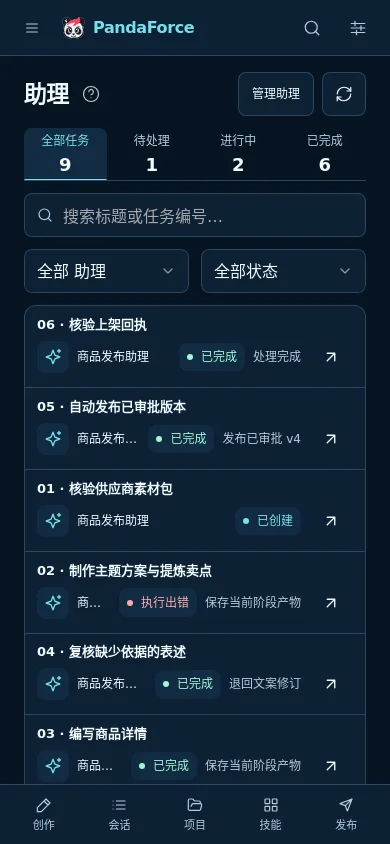 PandaForce
助理
管理助理
全部任务 待处理 进行中 已完成
9 1 2 6
搜索标题或任务编号...
全部 助理 全部状态
06 · 核验上架回执
商品发布助理 已完成 处理完成
05 · 自动发布已审批版本
商品发布... 已完成 发布已审批 v4
01 · 核验供应商素材包
商品发布助理 已创建
02 · 制作主题方案与提炼卖点
商... 执行出错 保存当前阶段产物
04 · 复核缺少依据的表述
商品发布... 已完成 退回文案修订
03 · 编写商品详情
商品... 已完成 保存当前阶段产物
创作 会话 项目 技能 发布